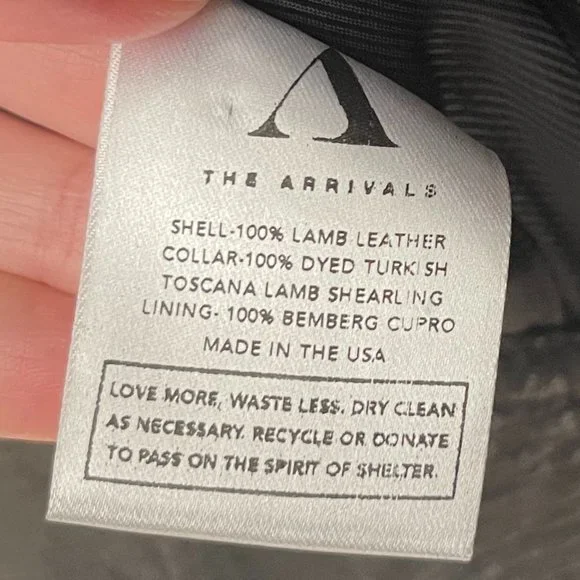 THE ARRIVALS
SHELL-100% LAMB LEATHER
COLLAR-100% DYED TURKISH
TOSCANA LAMB SHEARLING
LINING- 100% BEMBERG CUPRO
MADE IN THE USA
LOVE MORE, WASTE LESS. DRY CLEAN
AS NECESSARY. RECYCLE OR DONATE
TO PASS ON THE SPIRIT OF SHELTER.